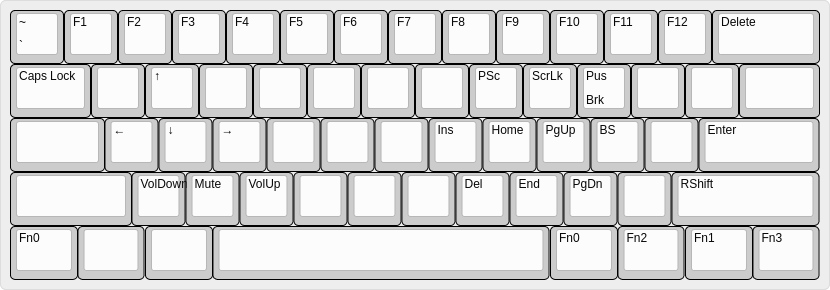 ~ F1 F2 F3 F4 F5 F6 F7 F8 F9 F10 F11 F12 Delete
`
Caps Lock ↑ PSc ScrLk Pus
Brk
← ↓ → Ins Home PgUp BS Enter
VolDown Mute VolUp Del End PgDn RShift
Fn0 Fn0 Fn2 Fn1 Fn3